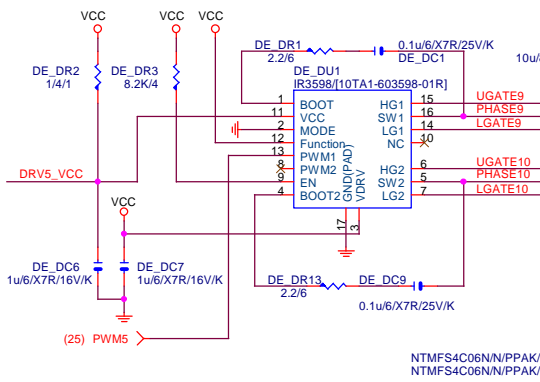 VCC VCC VCC
DE_DR1 0.1u/6/X7R/25V/K
2.2/6 DE_DC1
10u/
DE_DR2 DE_DR3 DE_DU1
1/4/1 8.2K/4 IR3598/[10TA1-603598-01R]
1 BOOT HG1 15 UGATE9
11 VCC SW1 16 PHASE9
2 MODE LG1 14 LGATE9
12 Function NC 10
13 PWM1
8 PWM2 HG2 6 UGATE10
DRV5_VCC 9 EN SW2 5 PHASE10
4 BOOT2 LG2 7 LGATE10
GND(PAD) VDRV
17 3
VCC
DE_DC6 DE_DC7 DE_DR13 DE_DC9
1u/6/X7R/16V/K 1u/6/X7R/16V/K 2.2/6
0.1u/6/X7R/25V/K
(25) PWM5
NTMFS4C06N/N/PPAK/
NTMFS4C06N/N/PPAK/